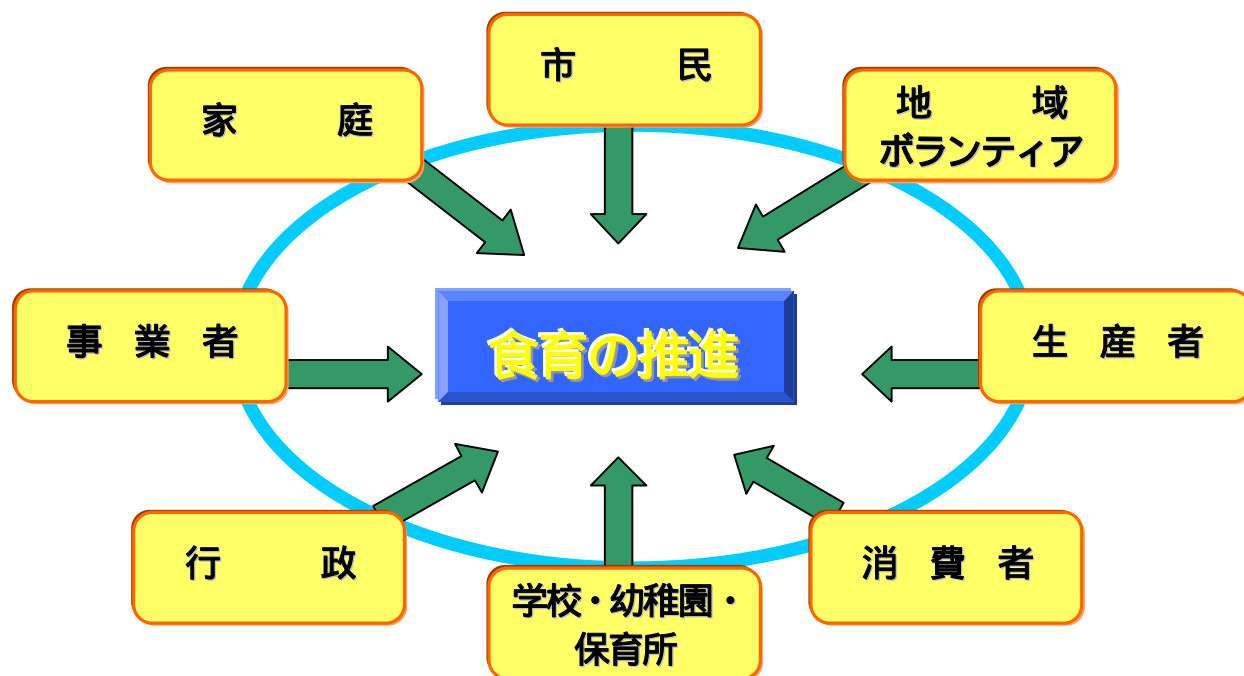 市民
家庭
地域
ボランティア
事業者
食育の推進
生産者
行政
消費者
学校・幼稚園・
保育所